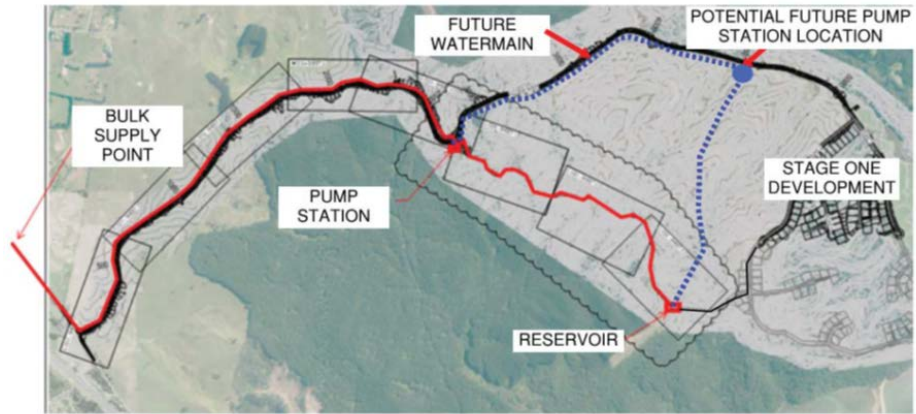 FUTURE
WATERMAIN
POTENTIAL FUTURE PUMP
STATION LOCATION
BULK
SUPPLY
POINT
STAGE ONE
DEVELOPMENT
PUMP
STATION
RESERVOIR